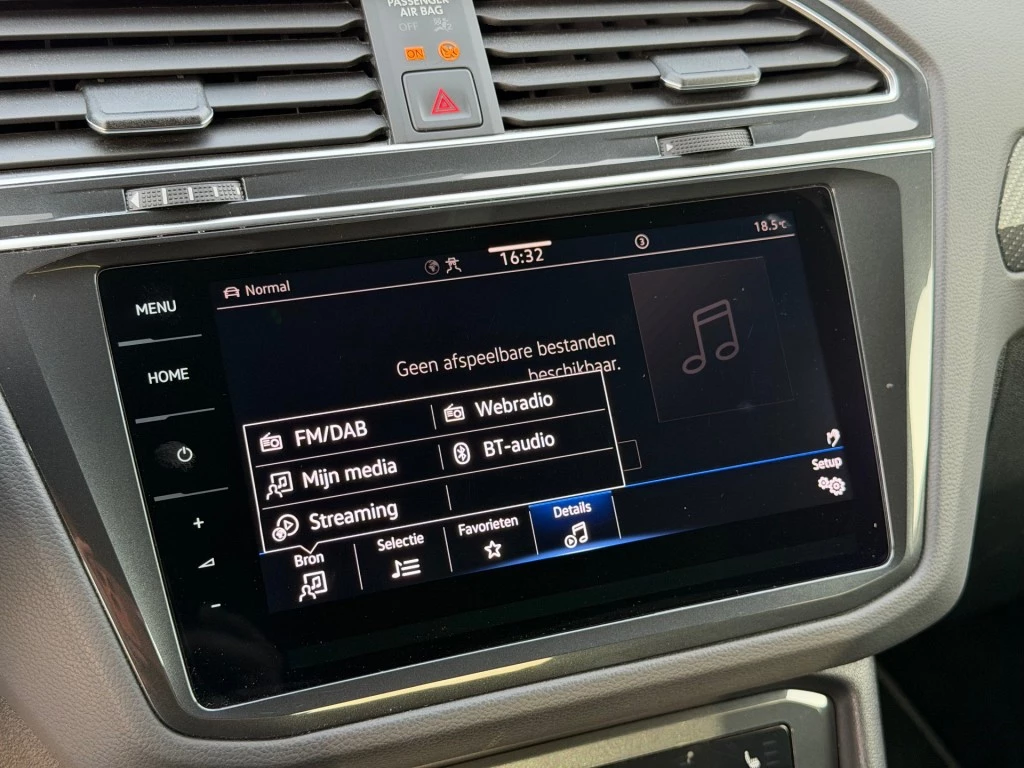 PASSENGER
AIR BAG
OFF
ON
MENU
HOME
+
-
Normal
16:32
3
18.5°C
Geen afspeelbare bestanden
beschikbaar.
FM/DAB
Webradio
Mijn media
BT-audio
Streaming
Bron
Selectie
Favorieten
Details
Setup